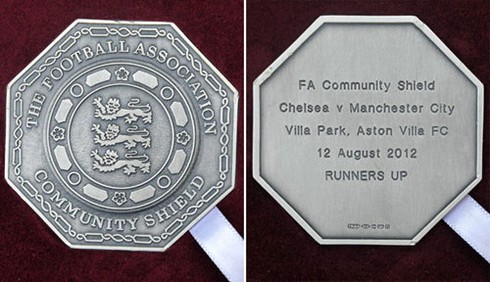 THE FOOTBALL ASSOCIATION
COMMUNITY SHIELD
FA Community Shield
Chelsea v Manchester City
Villa Park, Aston Villa FC
12 August 2012
RUNNERS UP